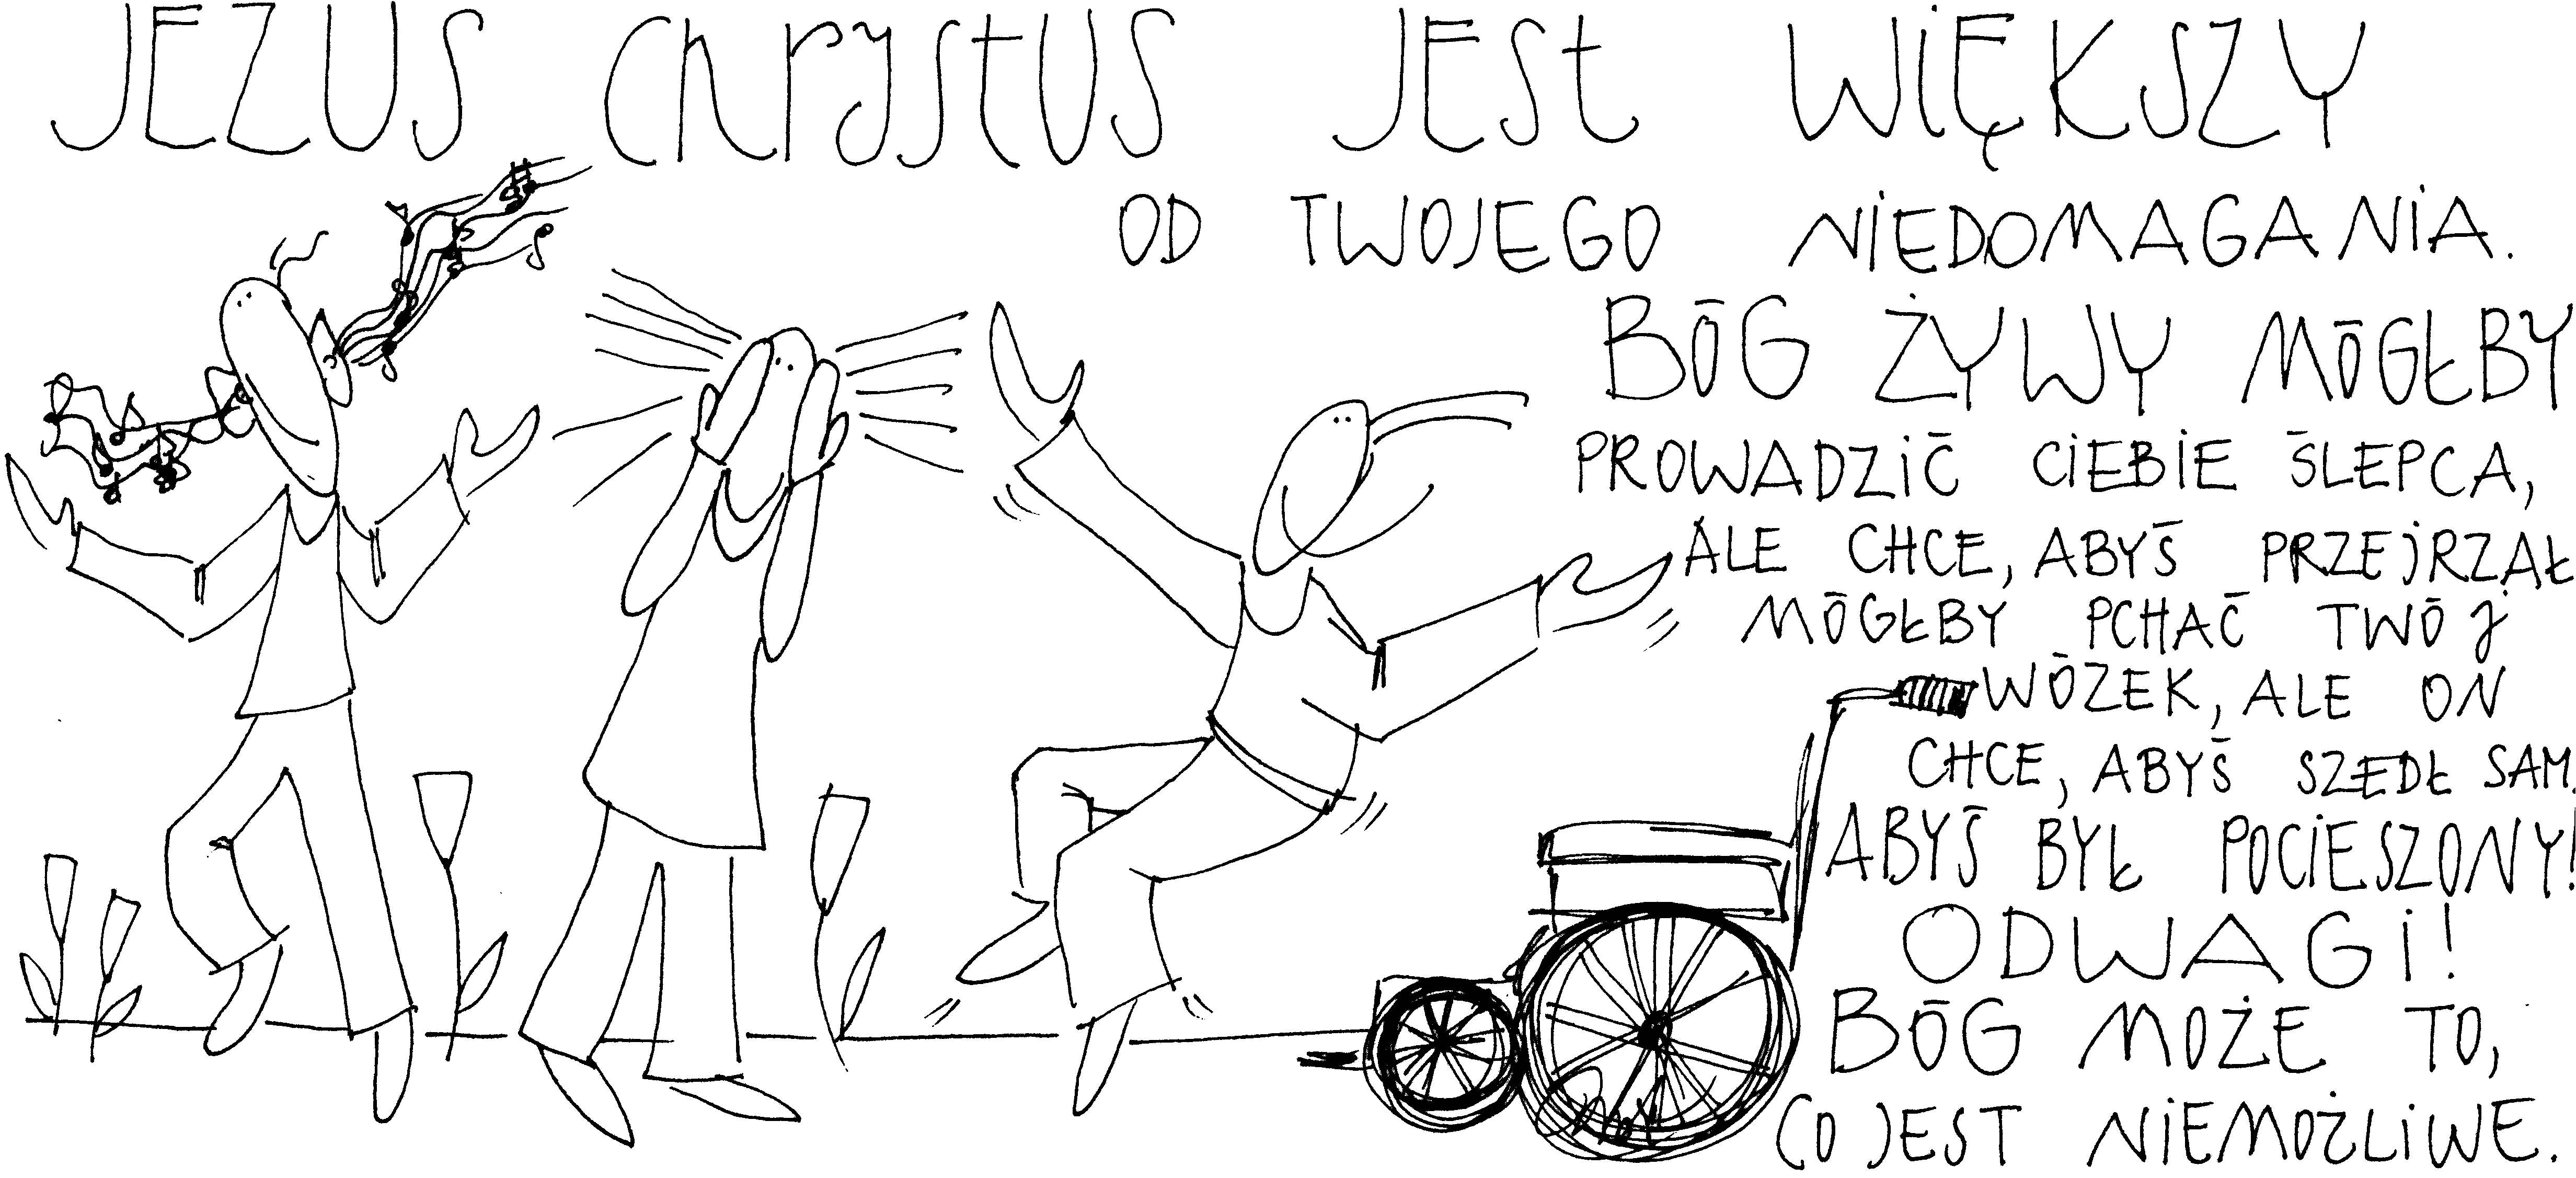 JEZUS CHRYSTUS JEST WIĘKSZY
OD TWOJEGO NIEDOMAGANIA.
BÓG ŻYWY MÓGŁBY
PROWADZIĆ CIEBIE ŚLEPCA,
ALE CHCE, ABYŚ PRZEJRZAŁ
MÓGŁBY PCHAĆ TWÓJ
WÓZEK, ALE ON
CHCE, ABYŚ SZEDŁ SAM.
ABYŚ BYŁ POCIESZONY!
ODWAGI!
BÓG MOŻE TO,
CO JEST NIEMOŻLIWE.